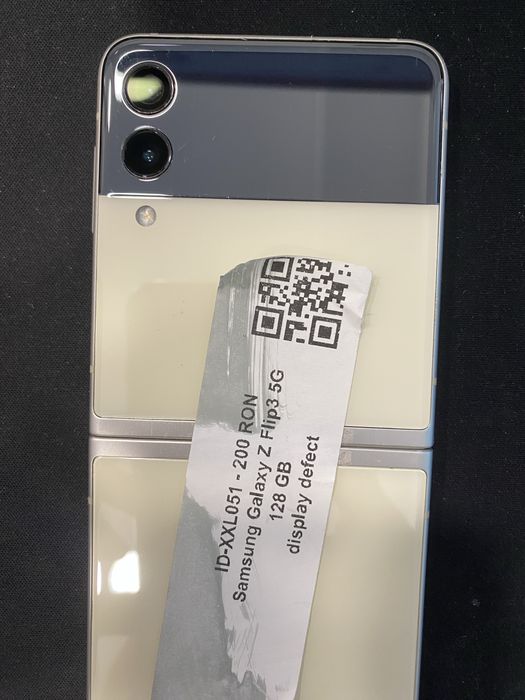 ID-XXL051 - 200 RON
Samsung Galaxy Z Flip3 5G
128 GB
display defect